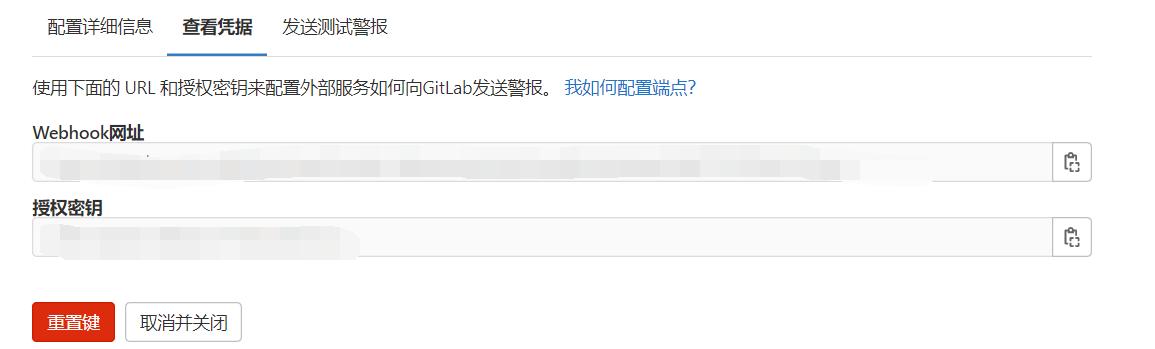 配置详细信息 查看凭据 发送测试警报
使用下面的 URL 和授权密钥来配置外部服务如何向GitLab发送警报。 我如何配置端点?
Webhook网址
授权密钥
重置键 取消并关闭